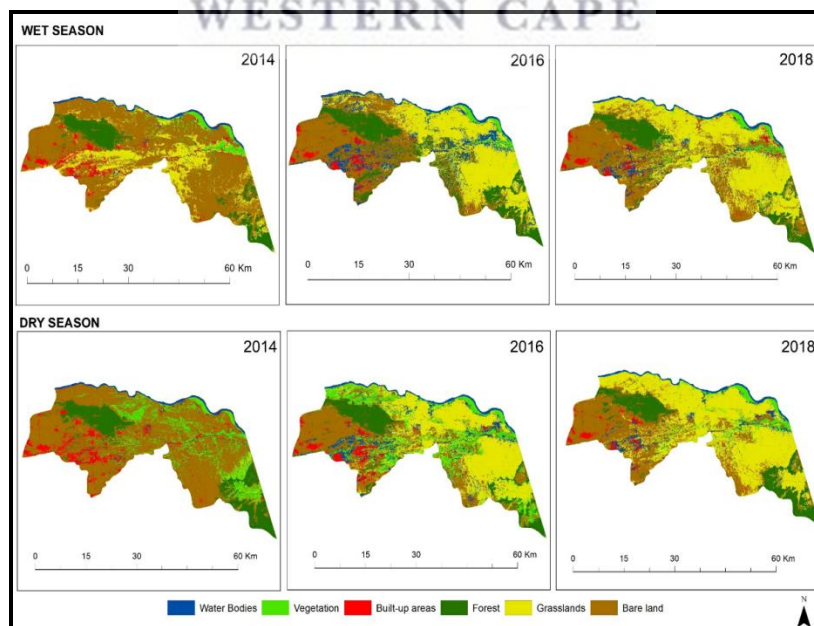 WESTERN CAPE
WET SEASON
2014
2016
2018
0 15 30 60 Km
0 15 30 60 Km
0 15 30 60 Km
DRY SEASON
2014
2016
2018
0 15 30 60 Km
0 15 30 60 Km
0 15 30 60 Km
Water Bodies Vegetation Built-up areas Forest Grasslands Bare land
N